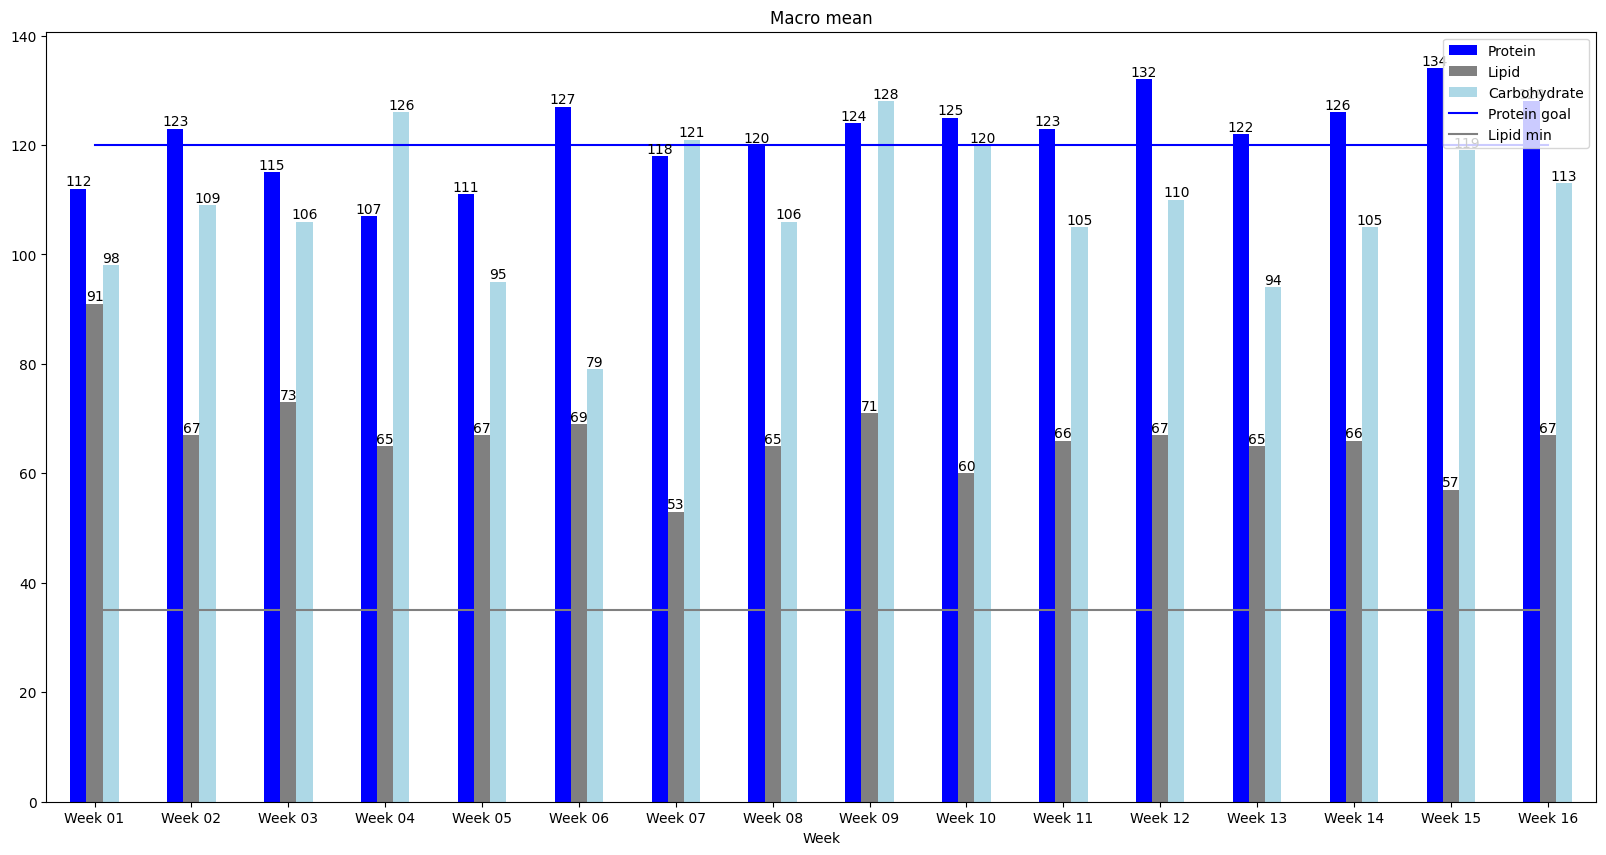 Macro mean
140
120
100
80
60
40
20
0
Protein
Lipid
Carbohydrate
Protein goal
Lipid min
112
91
98
123
67
109
115
73
106
107
65
126
111
67
95
127
69
79
118
53
121
120
65
106
124
71
128
125
60
120
123
66
105
132
67
110
122
65
94
126
66
105
134
57
119
67
113
Week 01
Week 02
Week 03
Week 04
Week 05
Week 06
Week 07
Week 08
Week 09
Week 10
Week 11
Week 12
Week 13
Week 14
Week 15
Week 16
Week